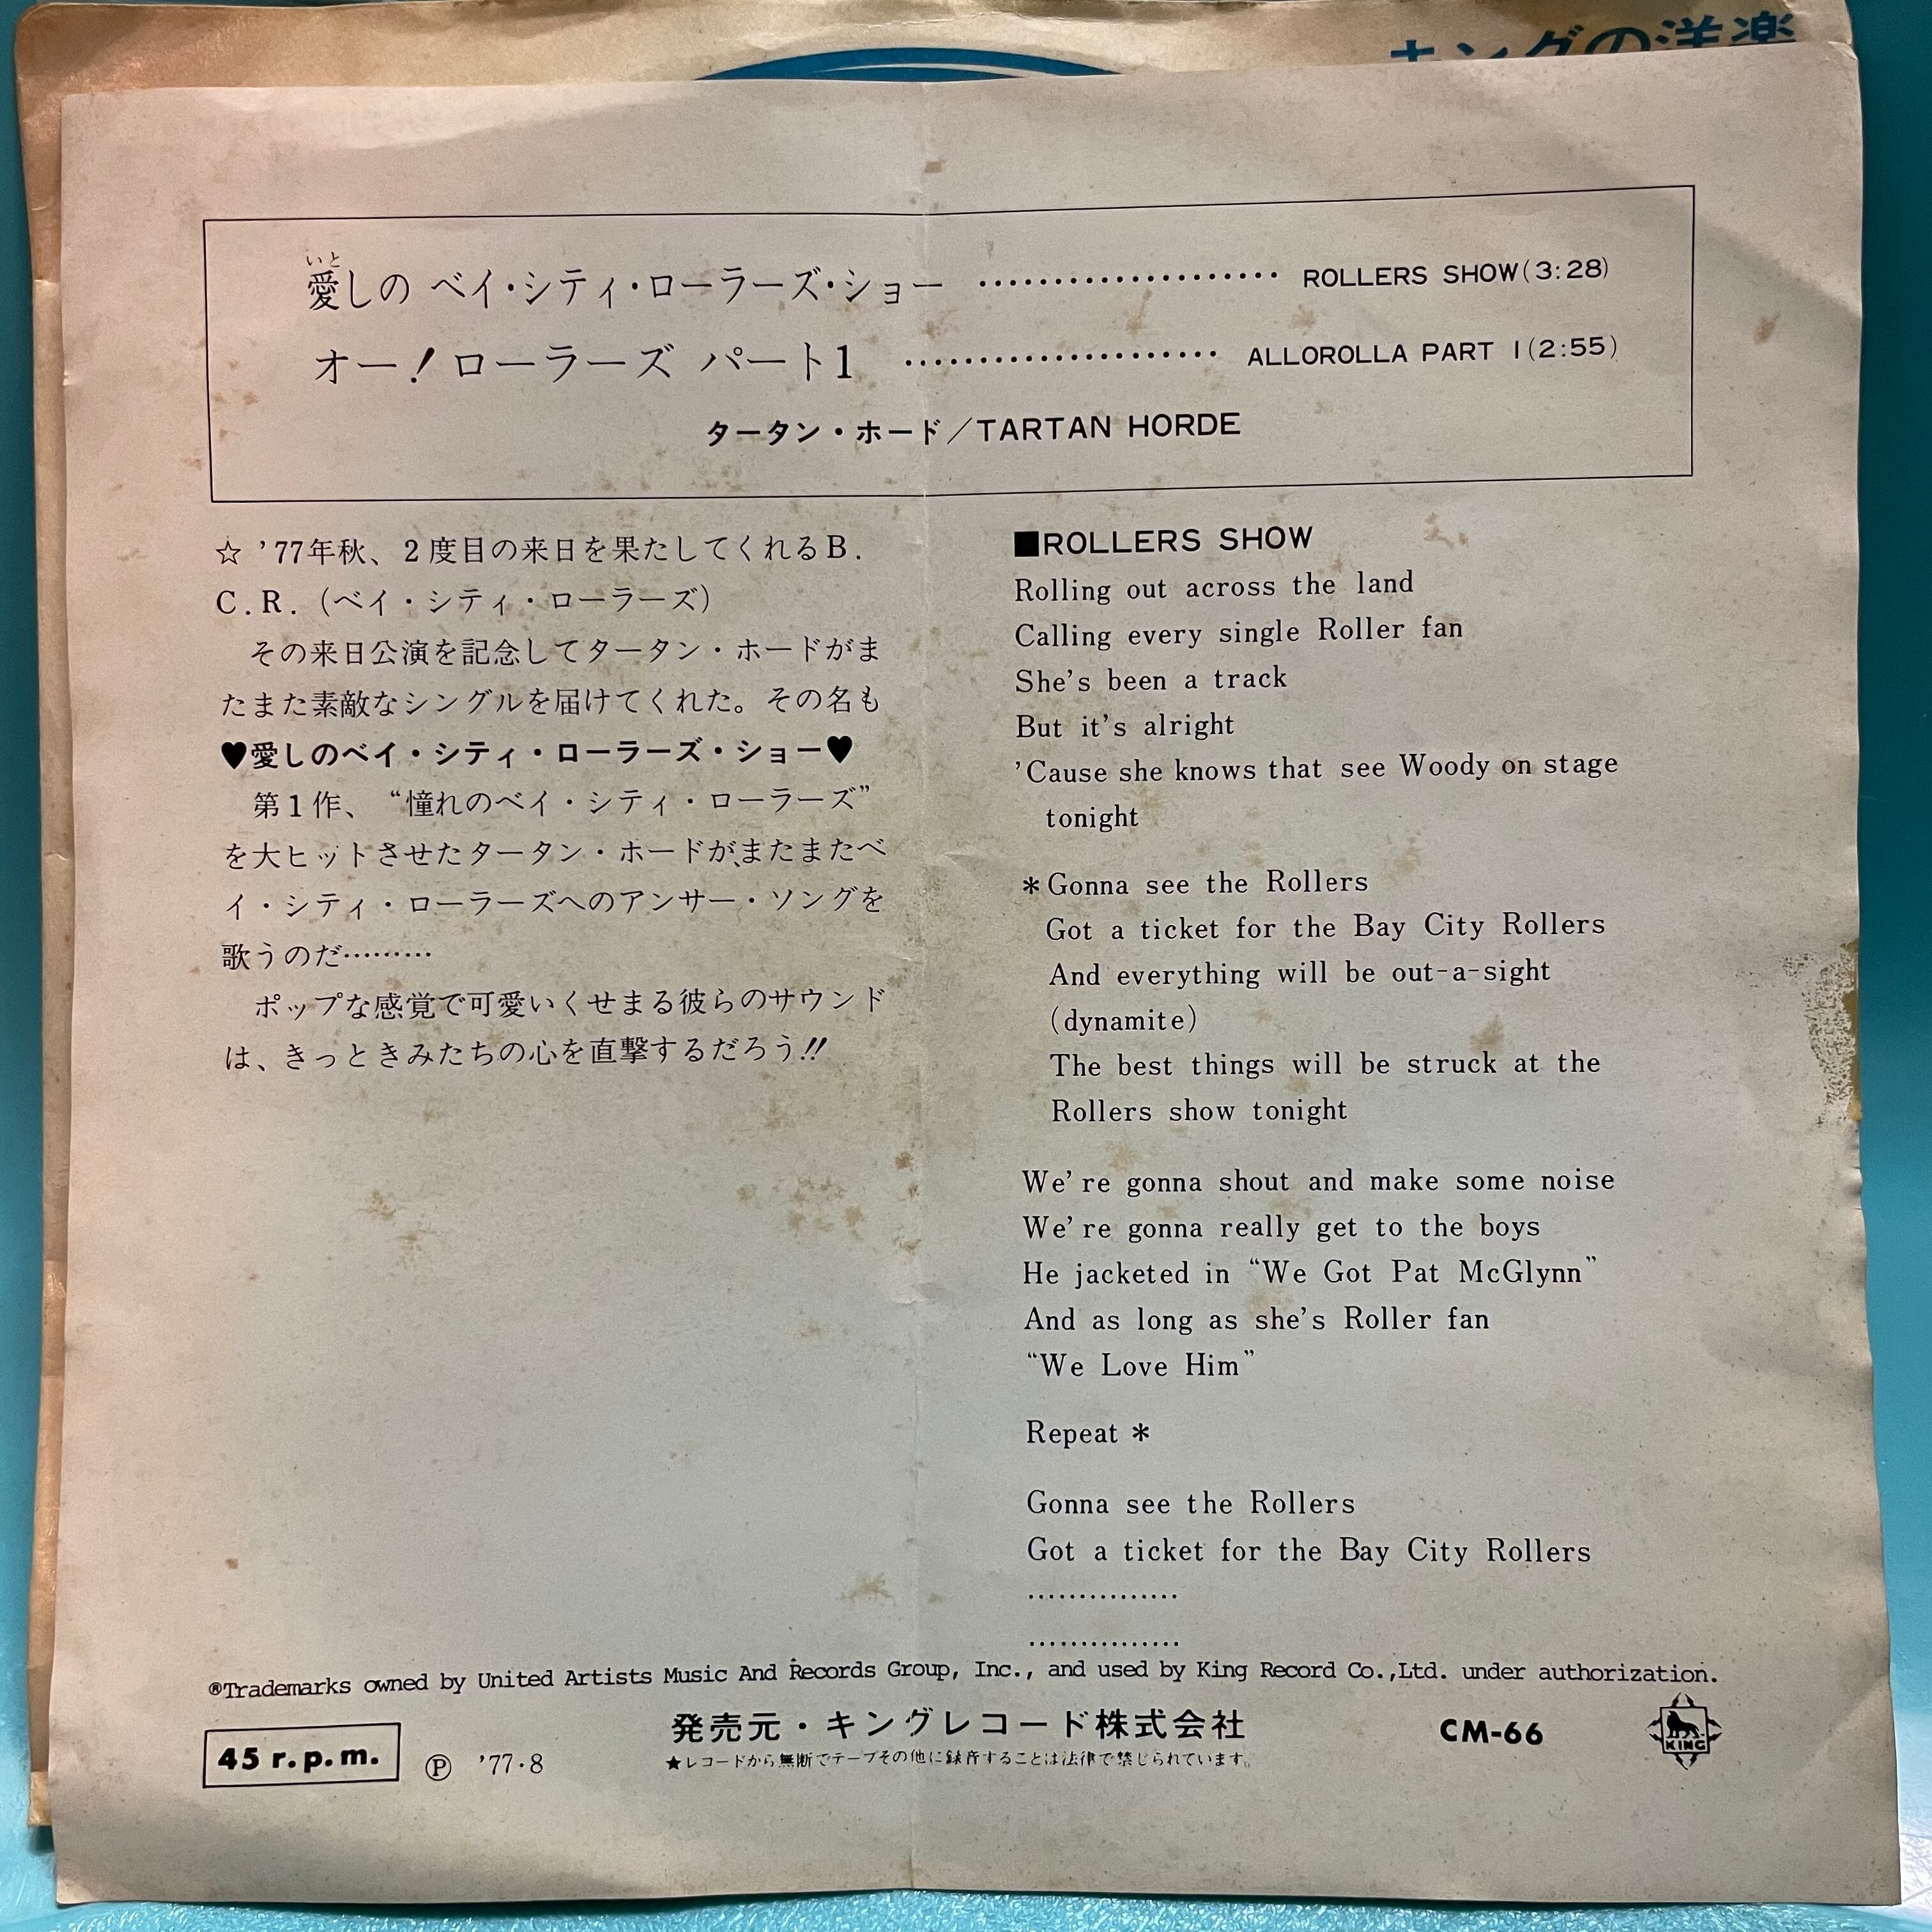 キングの洋楽
いと
愛しの ベイ・シティ・ローラーズ・ショー ………………… ROLLERS SHOW(3:28)
オー！ローラーズ パート1 ………………… ALLOROLLA PART 1(2:55)
タータン・ホード／TARTAN HORDE
☆ ’77年秋、２度目の来日を果たしてくれるB.
C.R.（ベイ・シティ・ローラーズ）
その来日公演を記念してタータン・ホードがま
たまた素敵なシングルを届けてくれた。その名も
♥愛しのベイ・シティ・ローラーズ・ショー♥
第１作、“憧れのベイ・シティ・ローラーズ”
を大ヒットさせたタータン・ホードが、またまたベ
イ・シティ・ローラーズへのアンサー・ソングを
歌うのだ………
ポップな感覚で可愛いくせまる彼らのサウンド
は、きっときみたちの心を直撃するだろう!!
■ROLLERS SHOW
Rolling out across the land
Calling every single Roller fan
She’s been a track
But it’s alright
’Cause she knows that see Woody on stage
tonight
＊Gonna see the Rollers
Got a ticket for the Bay City Rollers
And everything will be out-a-sight
(dynamite)
The best things will be struck at the
Rollers show tonight
We’re gonna shout and make some noise
We’re gonna really get to the boys
He jacketed in “We Got Pat McGlynn”
And as long as she’s Roller fan
“We Love Him”
Repeat ＊
Gonna see the Rollers
Got a ticket for the Bay City Rollers
……………
……………
®Trademarks owned by United Artists Music And Records Group, Inc., and used by King Record Co.,Ltd. under authorization.
45 r.p.m.
Ⓟ ’77·8
発売元・キングレコード株式会社
★レコードから無断でテープその他に録音することは法律で禁じられています。
CM-66
KING